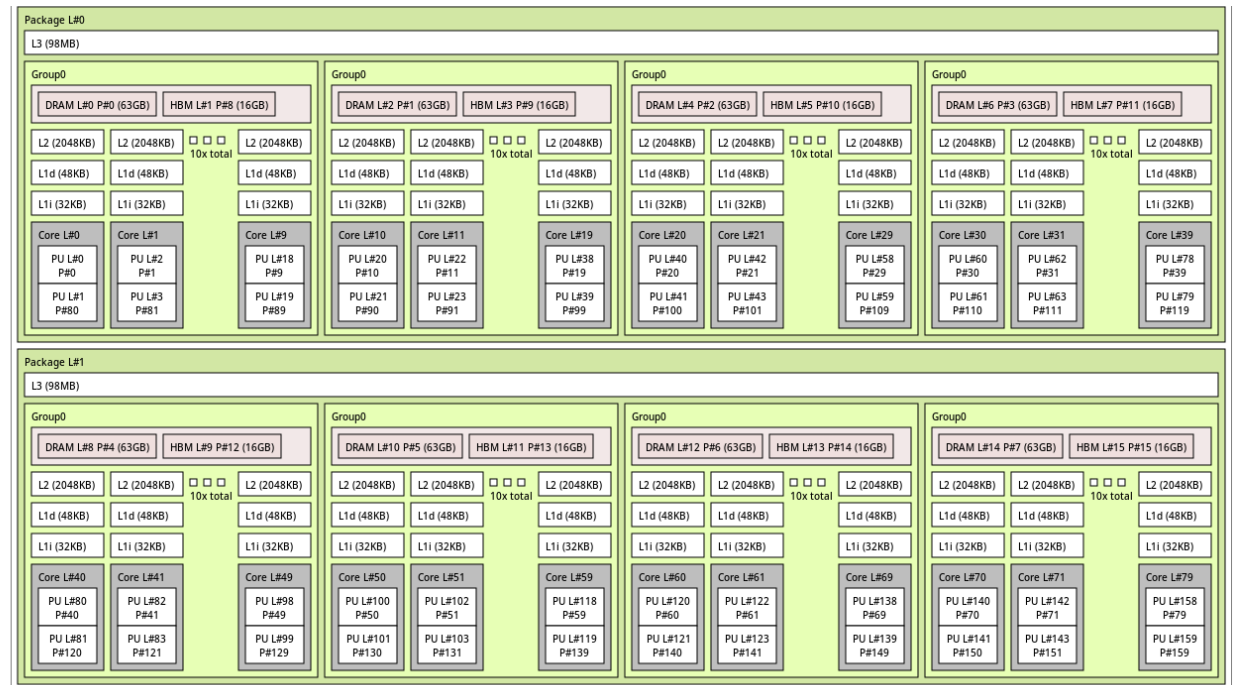 Package L#0
L3 (98MB)
Group0 Group0 Group0 Group0
DRAM L#0 P#0 (63GB) HBM L#1 P#8 (16GB) DRAM L#2 P#1 (63GB) HBM L#3 P#9 (16GB) DRAM L#4 P#2 (63GB) HBM L#5 P#10 (16GB) DRAM L#6 P#3 (63GB) HBM L#7 P#11 (16GB)
L2 (2048KB) L2 (2048KB) L2 (2048KB) L2 (2048KB) L2 (2048KB) L2 (2048KB) L2 (2048KB) L2 (2048KB) L2 (2048KB) L2 (2048KB) L2 (2048KB) L2 (2048KB)
10x total 10x total 10x total 10x total
L1d (48KB) L1d (48KB) L1d (48KB) L1d (48KB) L1d (48KB) L1d (48KB) L1d (48KB) L1d (48KB) L1d (48KB) L1d (48KB) L1d (48KB) L1d (48KB)
L1i (32KB) L1i (32KB) L1i (32KB) L1i (32KB) L1i (32KB) L1i (32KB) L1i (32KB) L1i (32KB) L1i (32KB) L1i (32KB) L1i (32KB) L1i (32KB)
Core L#0 Core L#1 Core L#9 Core L#10 Core L#11 Core L#19 Core L#20 Core L#21 Core L#29 Core L#30 Core L#31 Core L#39
PU L#0 PU L#2 PU L#18 PU L#20 PU L#22 PU L#38 PU L#40 PU L#42 PU L#58 PU L#60 PU L#62 PU L#78
P#0 P#1 P#9 P#10 P#11 P#19 P#20 P#21 P#29 P#30 P#31 P#39
PU L#1 PU L#3 PU L#19 PU L#21 PU L#23 PU L#39 PU L#41 PU L#43 PU L#59 PU L#61 PU L#63 PU L#79
P#80 P#81 P#89 P#90 P#91 P#99 P#100 P#101 P#109 P#110 P#111 P#119
Package L#1
L3 (98MB)
Group0 Group0 Group0 Group0
DRAM L#8 P#4 (63GB) HBM L#9 P#12 (16GB) DRAM L#10 P#5 (63GB) HBM L#11 P#13 (16GB) DRAM L#12 P#6 (63GB) HBM L#13 P#14 (16GB) DRAM L#14 P#7 (63GB) HBM L#15 P#15 (16GB)
L2 (2048KB) L2 (2048KB) L2 (2048KB) L2 (2048KB) L2 (2048KB) L2 (2048KB) L2 (2048KB) L2 (2048KB) L2 (2048KB) L2 (2048KB) L2 (2048KB) L2 (2048KB)
10x total 10x total 10x total 10x total
L1d (48KB) L1d (48KB) L1d (48KB) L1d (48KB) L1d (48KB) L1d (48KB) L1d (48KB) L1d (48KB) L1d (48KB) L1d (48KB) L1d (48KB) L1d (48KB)
L1i (32KB) L1i (32KB) L1i (32KB) L1i (32KB) L1i (32KB) L1i (32KB) L1i (32KB) L1i (32KB) L1i (32KB) L1i (32KB) L1i (32KB) L1i (32KB)
Core L#40 Core L#41 Core L#49 Core L#50 Core L#51 Core L#59 Core L#60 Core L#61 Core L#69 Core L#70 Core L#71 Core L#79
PU L#80 PU L#82 PU L#98 PU L#100 PU L#102 PU L#118 PU L#120 PU L#122 PU L#138 PU L#140 PU L#142 PU L#158
P#40 P#41 P#49 P#50 P#51 P#59 P#60 P#61 P#69 P#70 P#71 P#79
PU L#81 PU L#83 PU L#99 PU L#101 PU L#103 PU L#119 PU L#121 PU L#123 PU L#139 PU L#141 PU L#143 PU L#159
P#120 P#121 P#129 P#130 P#131 P#139 P#140 P#141 P#149 P#150 P#151 P#159